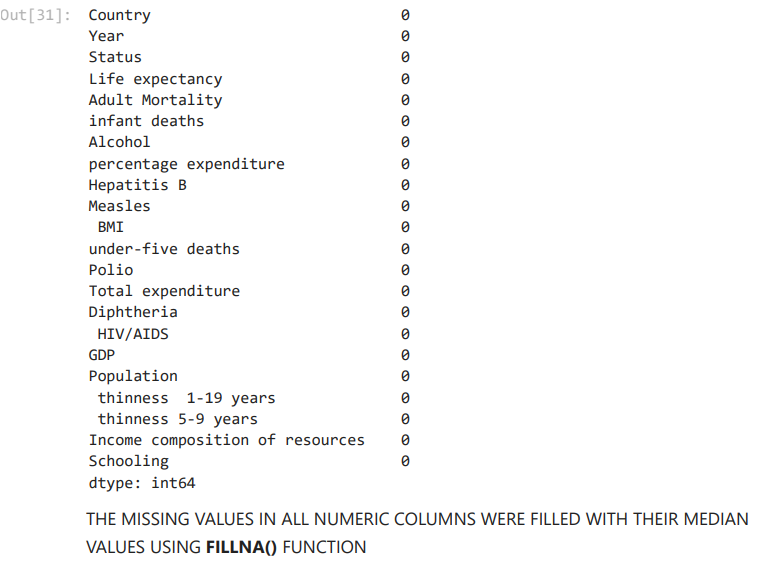 Out[31]: Country 0
Year 0
Status 0
Life expectancy 0
Adult Mortality 0
infant deaths 0
Alcohol 0
percentage expenditure 0
Hepatitis B 0
Measles 0
BMI 0
under-five deaths 0
Polio 0
Total expenditure 0
Diphtheria 0
HIV/AIDS 0
GDP 0
Population 0
thinness  1-19 years 0
thinness 5-9 years 0
Income composition of resources 0
Schooling 0
dtype: int64
THE MISSING VALUES IN ALL NUMERIC COLUMNS WERE FILLED WITH THEIR MEDIAN
VALUES USING FILLNA() FUNCTION